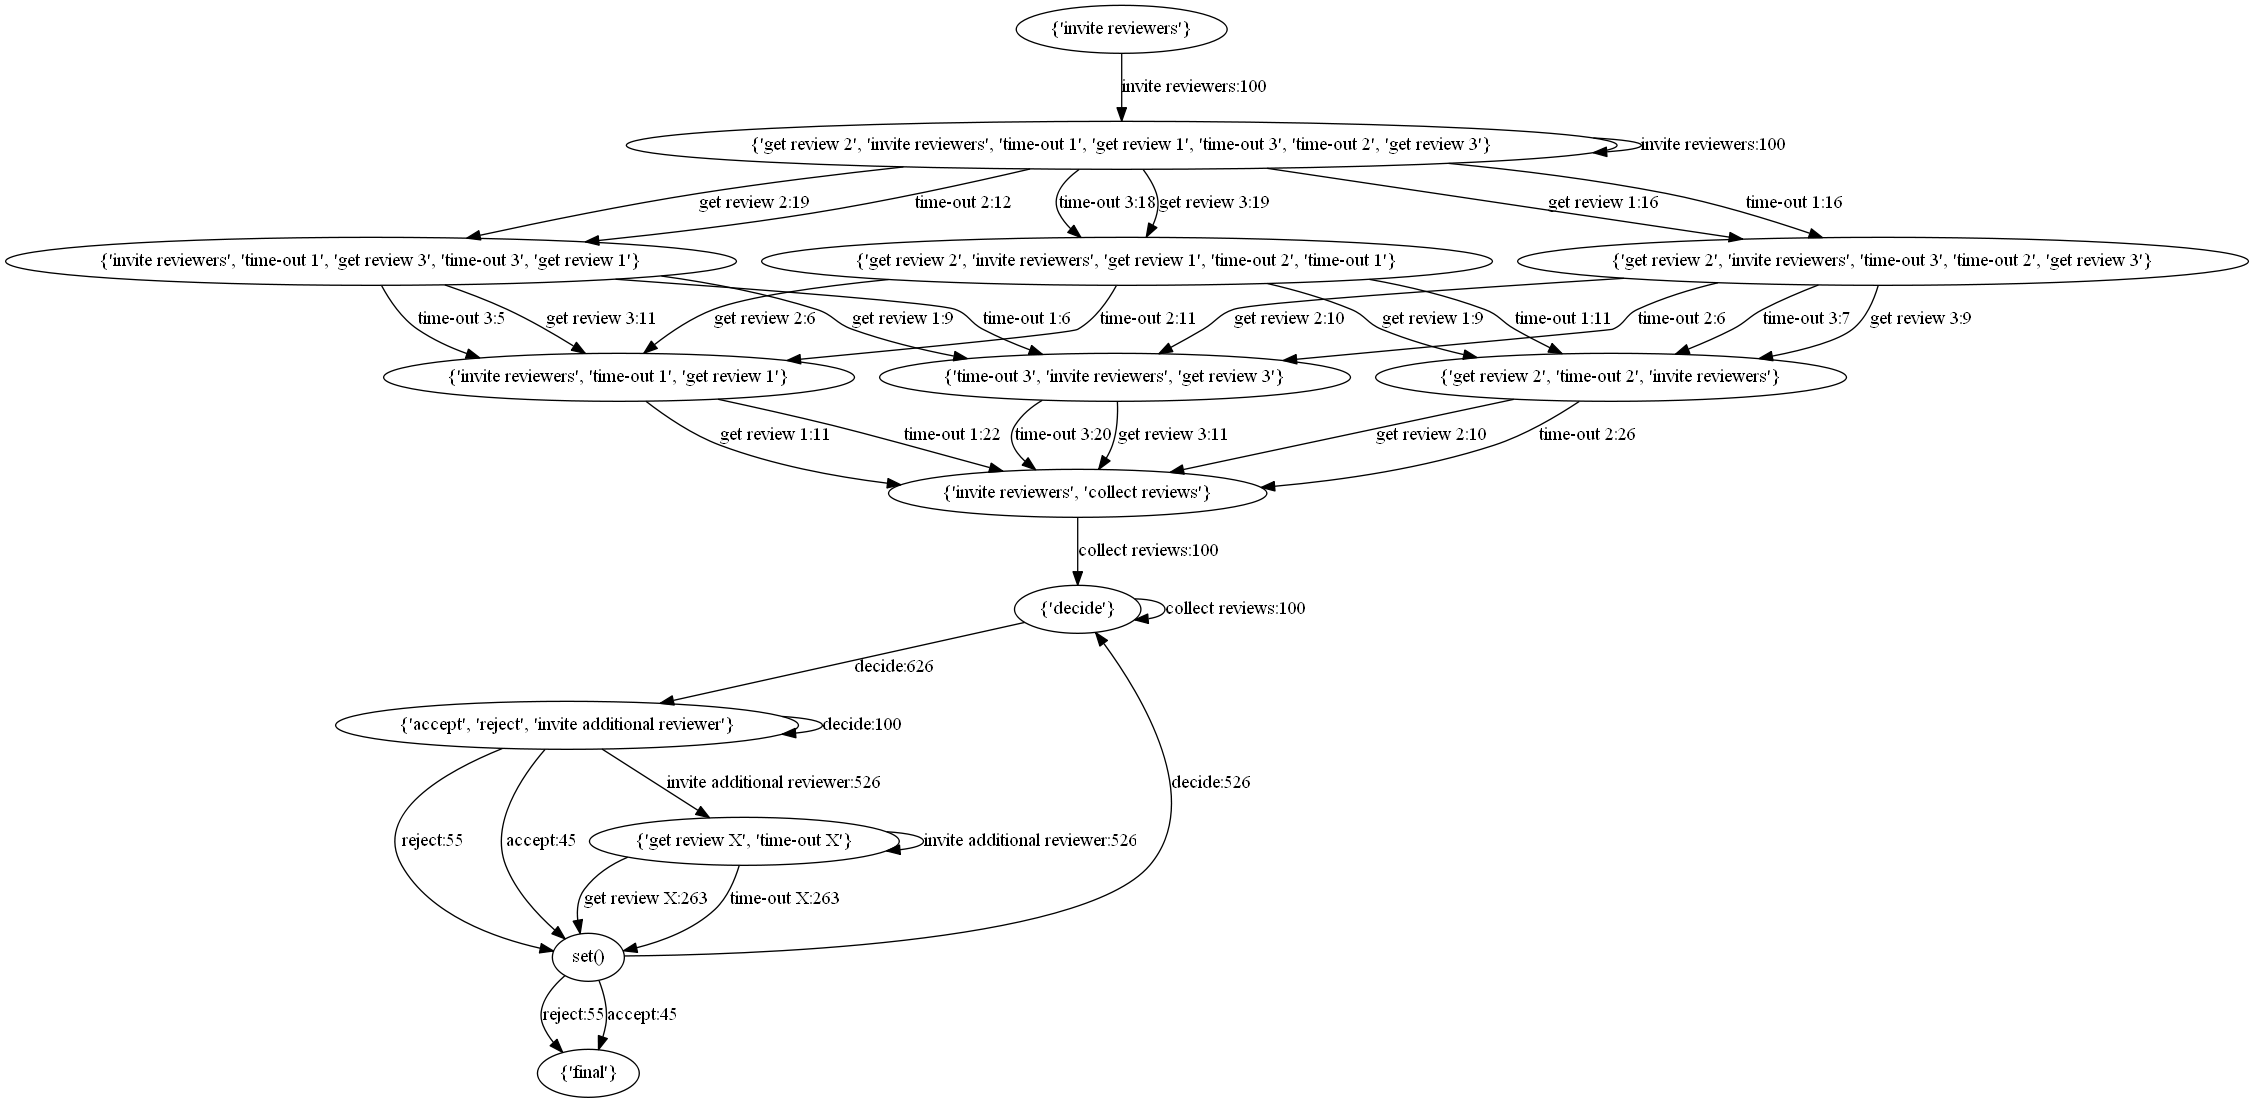 {'invite reviewers'}
invite reviewers:100
{'get review 2', 'invite reviewers', 'time-out 1', 'get review 1', 'time-out 3', 'time-out 2', 'get review 3'}
invite reviewers:100
get review 2:19
time-out 2:12
time-out 3:18
get review 3:19
get review 1:16
time-out 1:16
{'invite reviewers', 'time-out 1', 'get review 3', 'time-out 3', 'get review 1'}
{'get review 2', 'invite reviewers', 'get review 1', 'time-out 2', 'time-out 1'}
{'get review 2', 'invite reviewers', 'time-out 3', 'time-out 2', 'get review 3'}
time-out 3:5
get review 3:11
get review 2:6
get review 1:9
time-out 1:6
time-out 2:11
get review 2:10
get review 1:9
time-out 1:11
time-out 2:6
time-out 3:7
get review 3:9
{'invite reviewers', 'time-out 1', 'get review 1'}
{'time-out 3', 'invite reviewers', 'get review 3'}
{'get review 2', 'time-out 2', 'invite reviewers'}
get review 1:11
time-out 1:22
time-out 3:20
get review 3:11
get review 2:10
time-out 2:26
{'invite reviewers', 'collect reviews'}
collect reviews:100
{'decide'}
collect reviews:100
decide:626
{'accept', 'reject', 'invite additional reviewer'}
decide:100
invite additional reviewer:526
decide:526
reject:55
accept:45
{'get review X', 'time-out X'}
invite additional reviewer:526
get review X:263
time-out X:263
set()
reject:55
accept:45
{'final'}